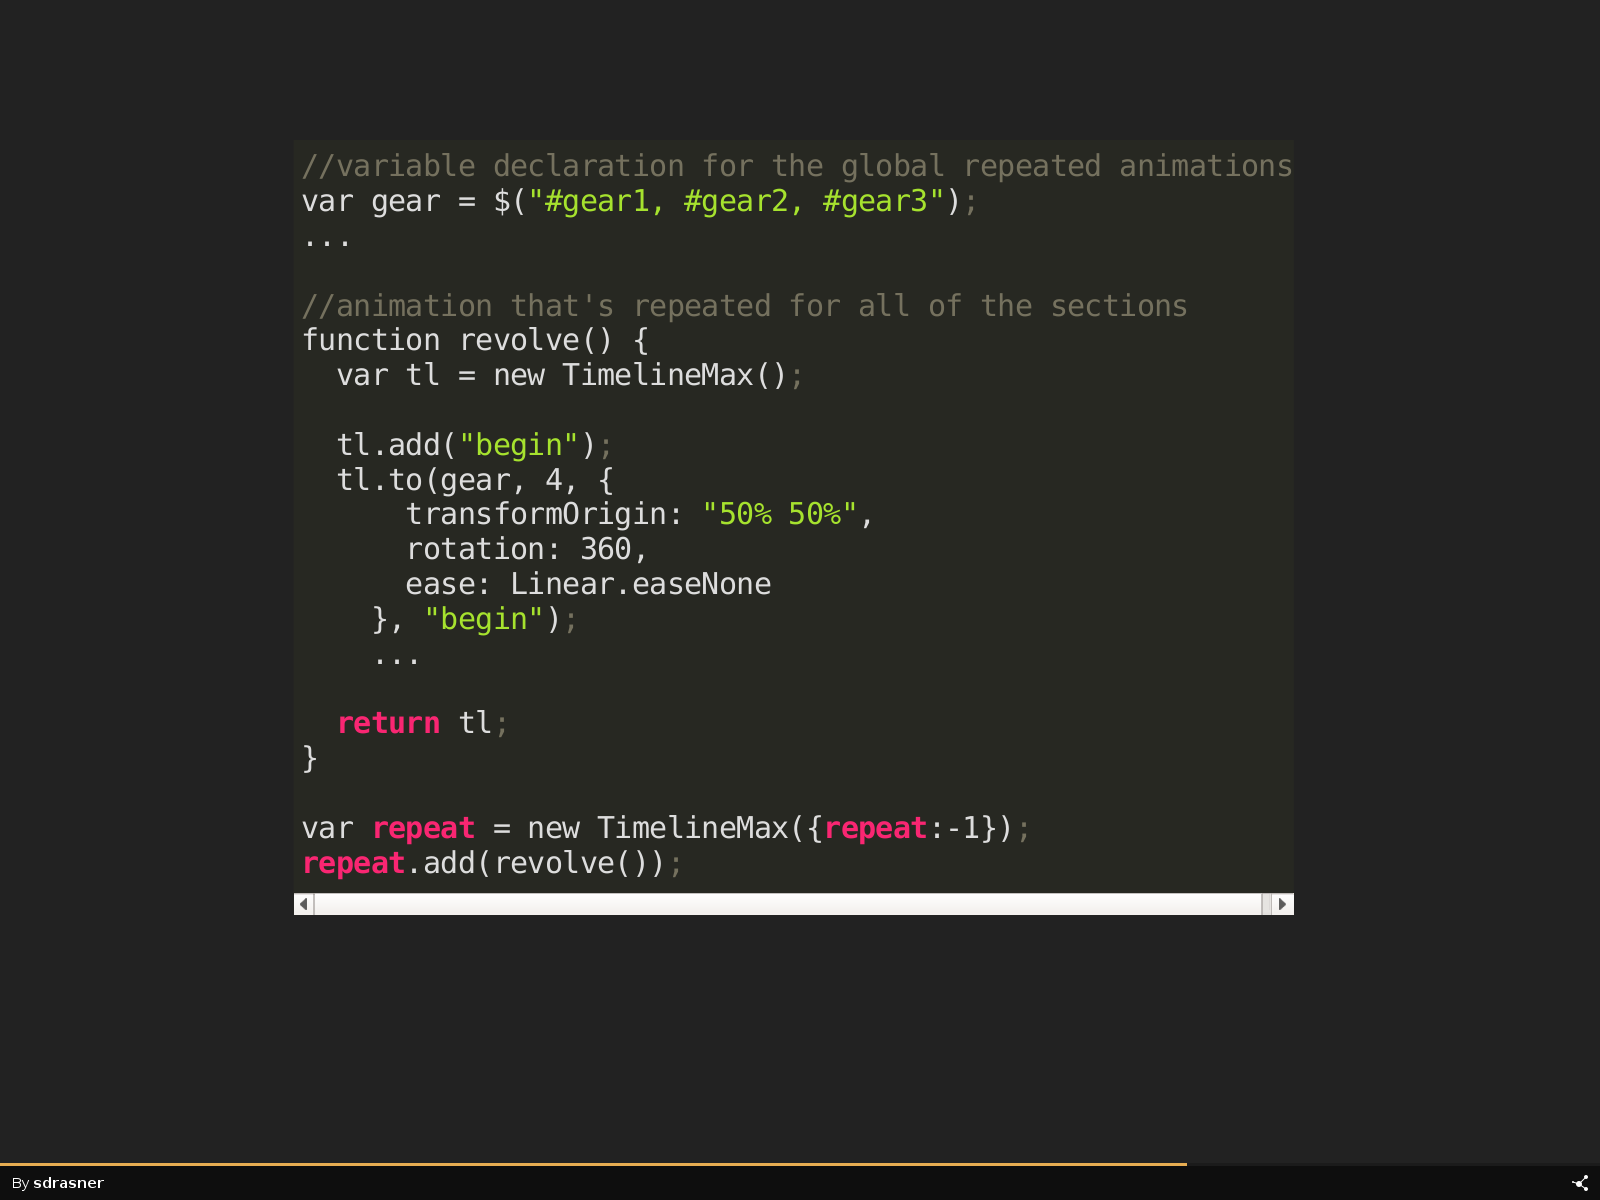 //variable declaration for the global repeated animations
var gear = $("#gear1, #gear2, #gear3");
...
//animation that's repeated for all of the sections
function revolve() {
  var tl = new TimelineMax();
  tl.add("begin");
  tl.to(gear, 4, {
      transformOrigin: "50% 50%",
      rotation: 360,
      ease: Linear.easeNone
    }, "begin");
    ...
  return tl;
}
var repeat = new TimelineMax({repeat:-1});
repeat.add(revolve());
By sdrasner